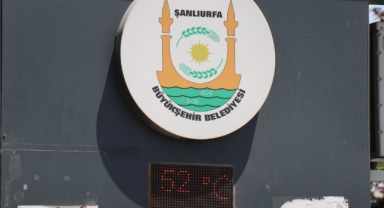 ŞANLIURFA
BÜYÜKŞEHİR BELEDİYESİ
52 °C